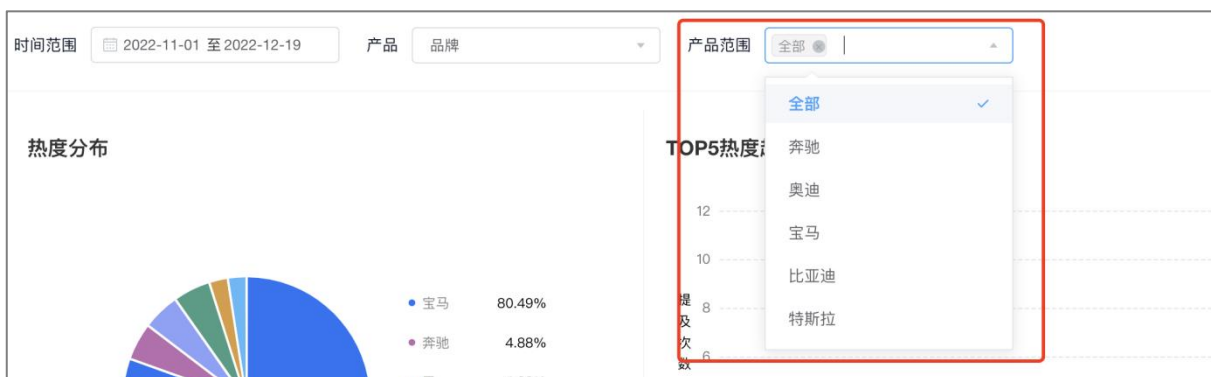 时间范围 2022-11-01 至 2022-12-19 产品 品牌 产品范围 全部
全部
热度分布
TOP5热度
奔驰
奥迪
12
宝马
10
比亚迪
宝马 80.49%
提及次数
8
特斯拉
奔驰 4.88%
6